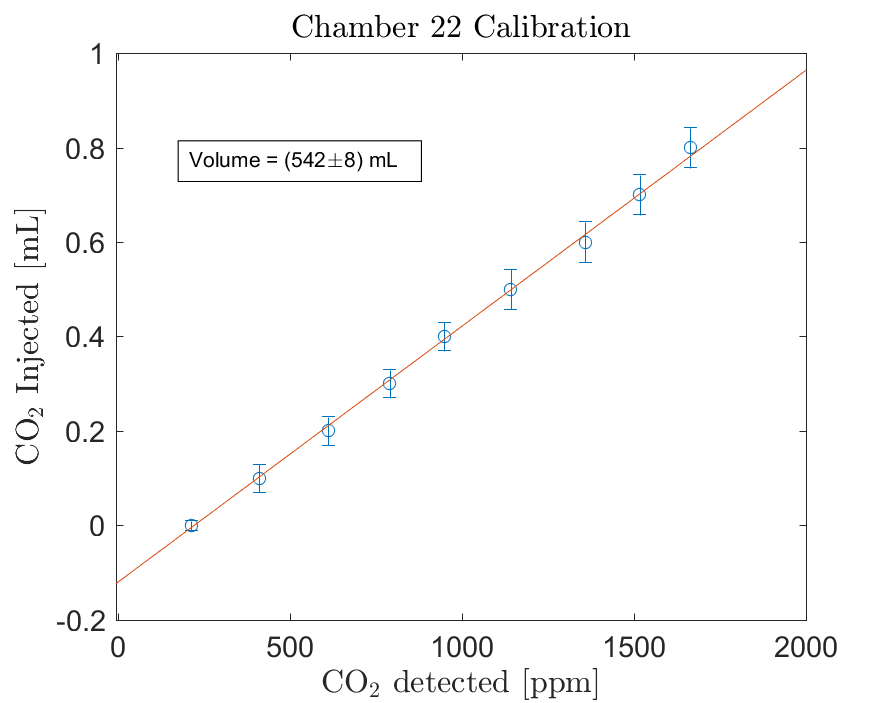 Chamber 22 Calibration
1
0.8
0.6
0.4
0.2
0
-0.2
CO₂ Injected [mL]
Volume = (542±8) mL
0 500 1000 1500 2000
CO₂ detected [ppm]